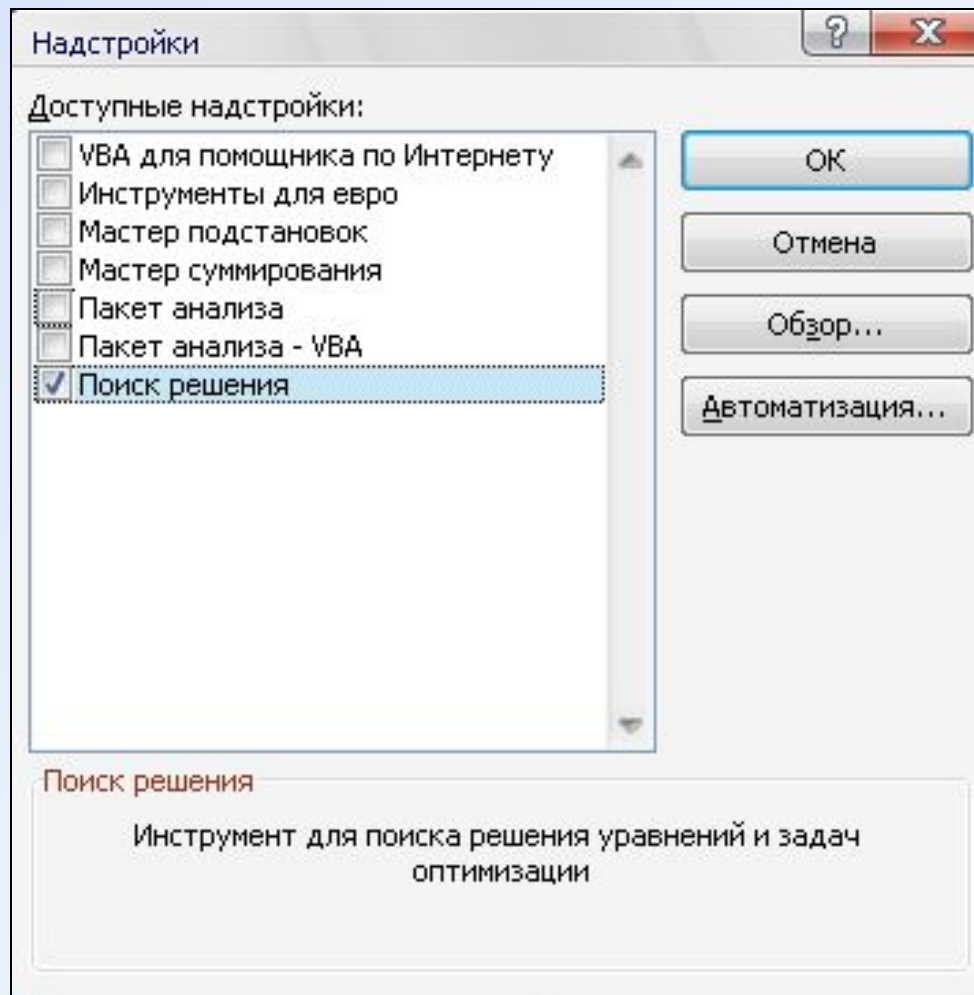 Надстройки
Доступные надстройки:
VBA для помощника по Интернету
Инструменты для евро
Мастер подстановок
Мастер суммирования
Пакет анализа
Пакет анализа - VBA
Поиск решения
ОК
Отмена
Обзор...
Автоматизация...
Поиск решения
Инструмент для поиска решения уравнений и задач
оптимизации